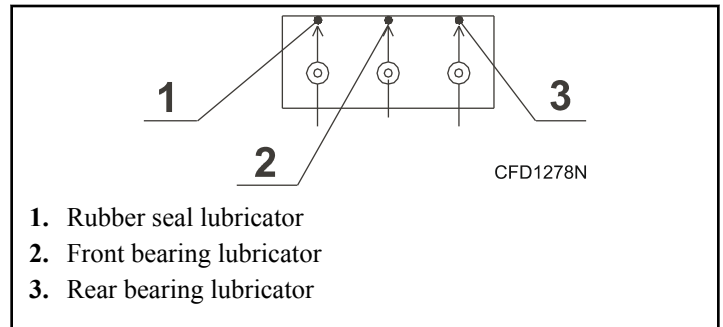 1
3
2
CFD1278N
1. Rubber seal lubricator
2. Front bearing lubricator
3. Rear bearing lubricator